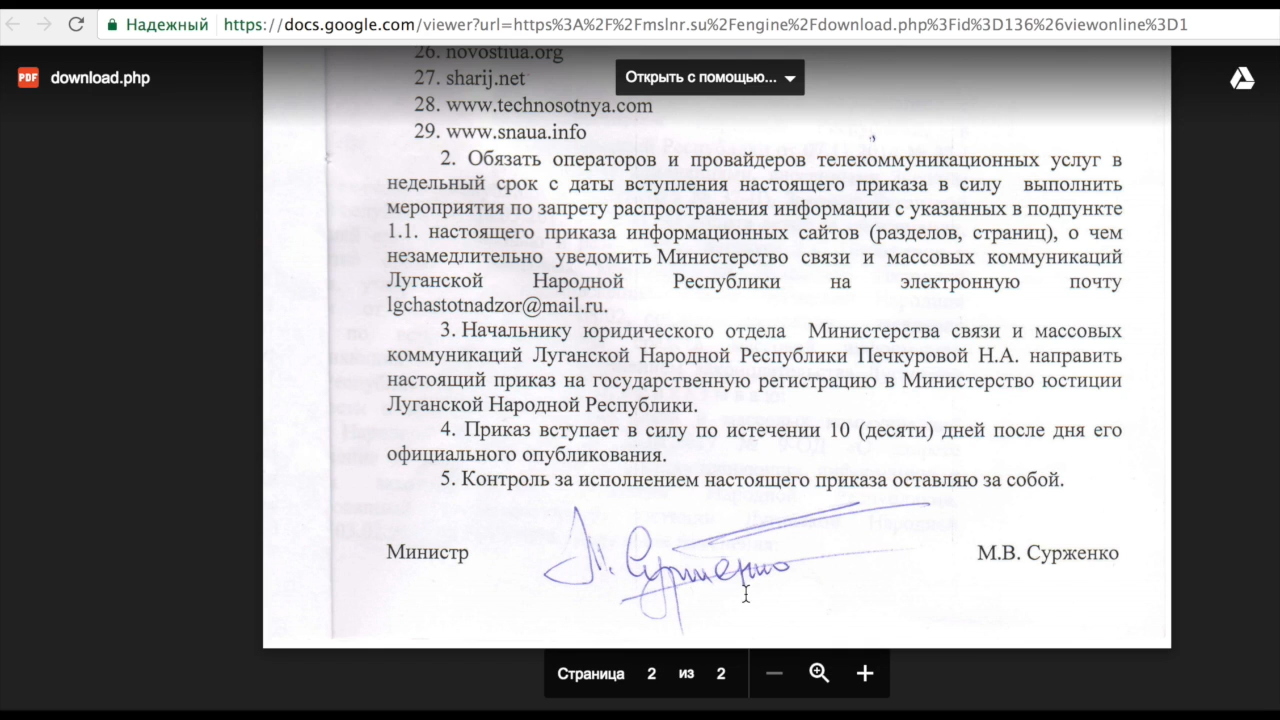 Надежный https://docs.google.com/viewer?url=https%3A%2F%2Fmslnr.su%2Fengine%2Fdownload.php%3Fid%3D136%26viewonline%3D1
PDF download.php
Открыть с помощью...
26. novostiua.org
27. sharij.net
28. www.technosotnya.com
29. www.snaua.info
2. Обязать операторов и провайдеров телекоммуникационных услуг в
недельный срок с даты вступления настоящего приказа в силу выполнить
мероприятия по запрету распространения информации с указанных в подпункте
1.1. настоящего приказа информационных сайтов (разделов, страниц), о чем
незамедлительно уведомить Министерство связи и массовых коммуникаций
Луганской Народной Республики на электронную почту
lgchastotnadzor@mail.ru.
3. Начальнику юридического отдела Министерства связи и массовых
коммуникаций Луганской Народной Республики Печкуровой Н.А. направить
настоящий приказ на государственную регистрацию в Министерство юстиции
Луганской Народной Республики.
4. Приказ вступает в силу по истечении 10 (десяти) дней после дня его
официального опубликования.
5. Контроль за исполнением настоящего приказа оставляю за собой.
Министр М. Сурженко М.В. Сурженко
Страница 2 из 2